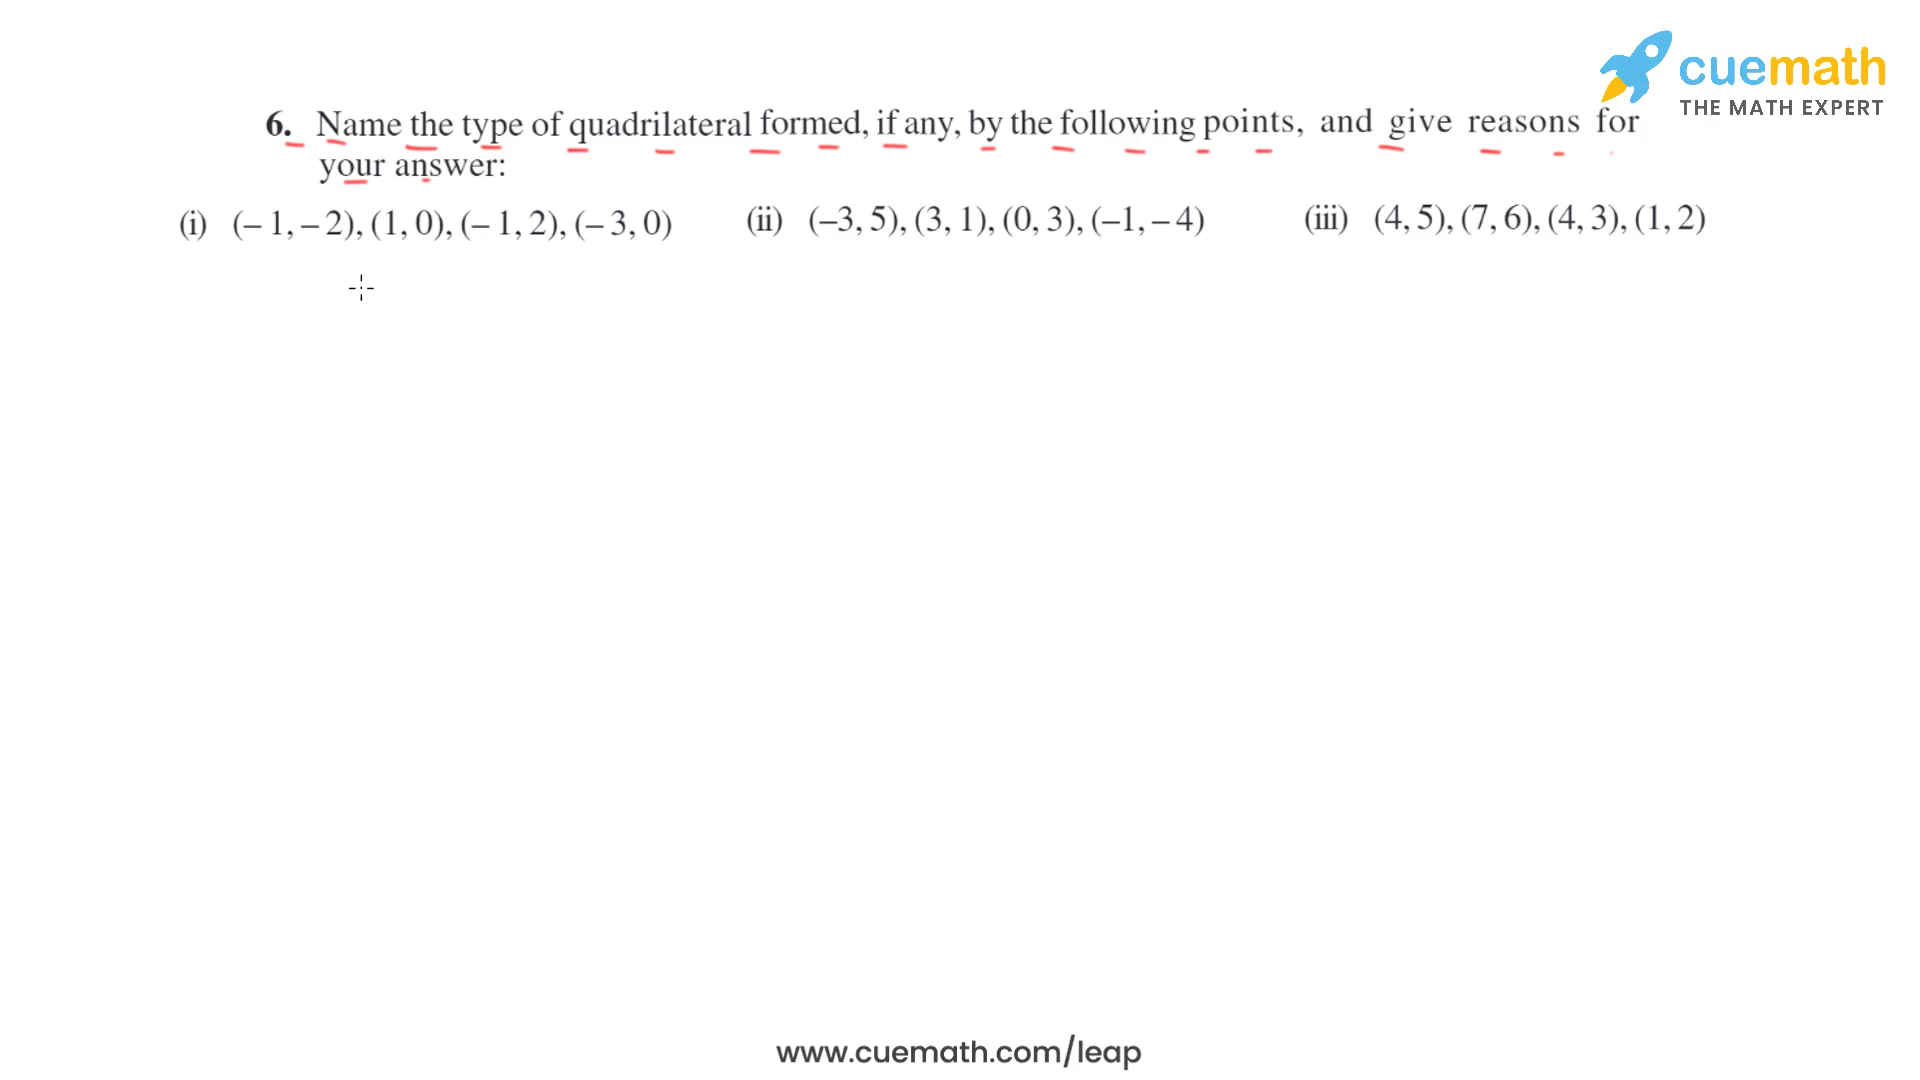 cuemath
THE MATH EXPERT
6. Name the type of quadrilateral formed, if any, by the following points, and give reasons for
your answer:
(i) (– 1, – 2), (1, 0), (– 1, 2), (– 3, 0) (ii) (–3, 5), (3, 1), (0, 3), (–1, – 4) (iii) (4, 5), (7, 6), (4, 3), (1, 2)
www.cuemath.com/leap